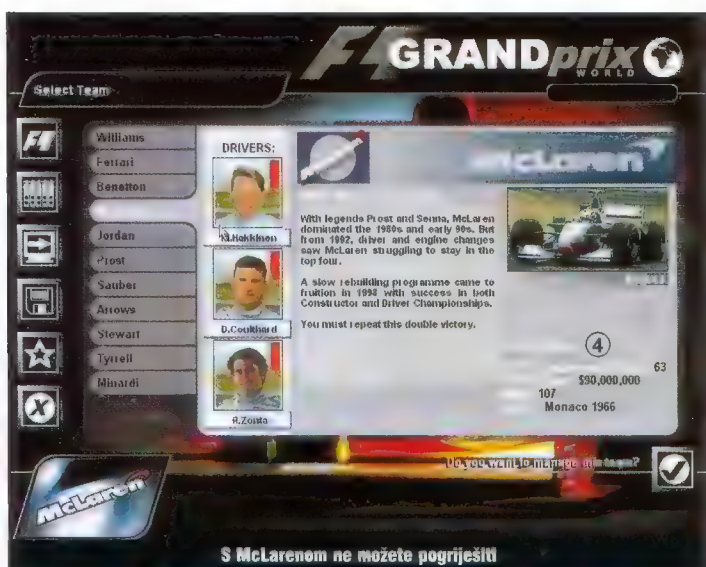 F1 GRAND prix
WORLD
Select Team
Williams
Ferrari
Benetton
Jordan
Prost
Sauber
Arrows
Stewart
Tyrrell
Minardi
DRIVERS:
M.Hakkinen
D.Coulthard
R.Zonta
McLaren
With legends Prost and Senna, McLaren
dominated the 1980s and early 90s. But
from 1992, driver and engine changes
saw McLaren struggling to stay in the
top four.
A slow rebuilding programme came to
fruition in 1998 with success in both
Constructor and Driver Championships.
You must repeat this double victory.
4
63
$90,000,000
107
Monaco 1966
Do you want to manage this team?
McLaren
S McLarenom ne možete pogriješiti